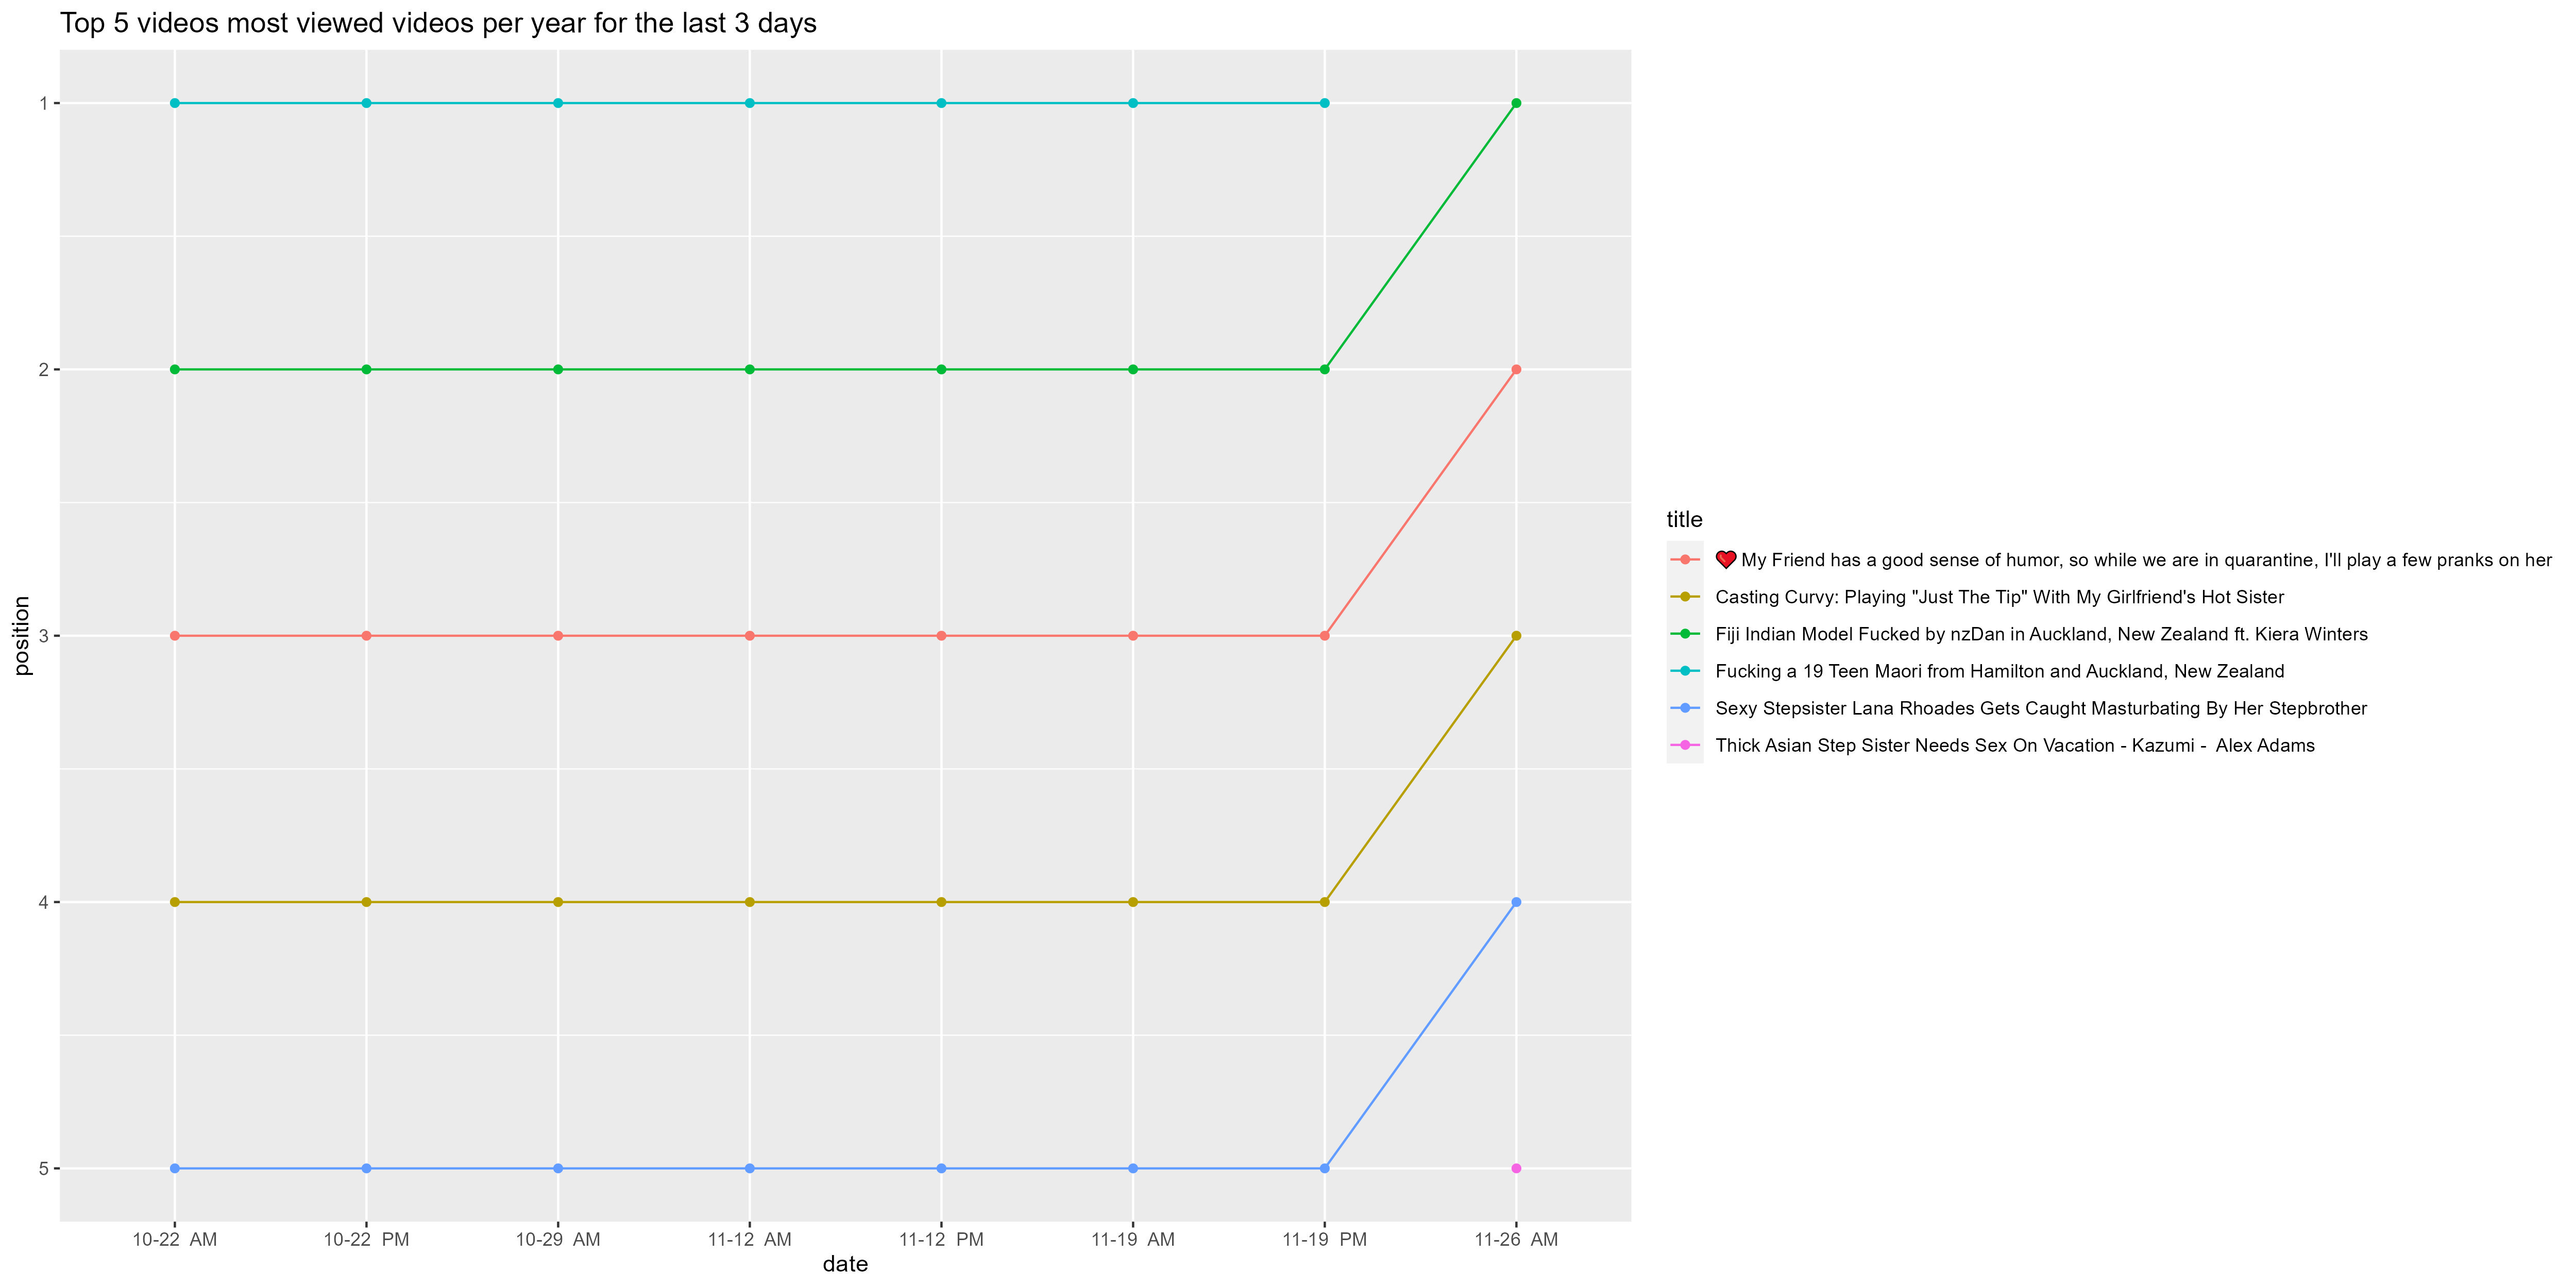 Top 5 videos most viewed videos per year for the last 3 days
1
2
3
4
5
position
10-22 AM
10-22 PM
10-29 AM
11-12 AM
11-12 PM
11-19 AM
11-19 PM
11-26 AM
date
title
❤️ My Friend has a good sense of humor, so while we are in quarantine, I'll play a few pranks on her
Casting Curvy: Playing "Just The Tip" With My Girlfriend's Hot Sister
Fiji Indian Model Fucked by nzDan in Auckland, New Zealand ft. Kiera Winters
Fucking a 19 Teen Maori from Hamilton and Auckland, New Zealand
Sexy Stepsister Lana Rhoades Gets Caught Masturbating By Her Stepbrother
Thick Asian Step Sister Needs Sex On Vacation - Kazumi - Alex Adams